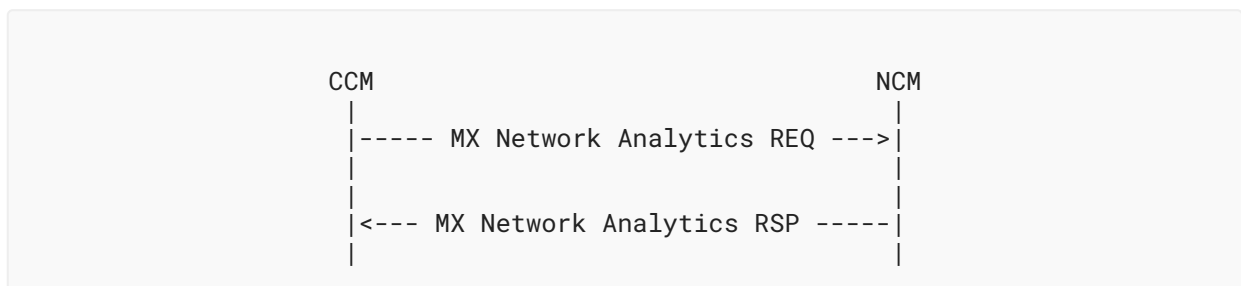 CCM                                  NCM
 |                                    |
 |----- MX Network Analytics REQ --->|
 |                                    |
 |                                    |
 |<--- MX Network Analytics RSP -----|
 |                                    |